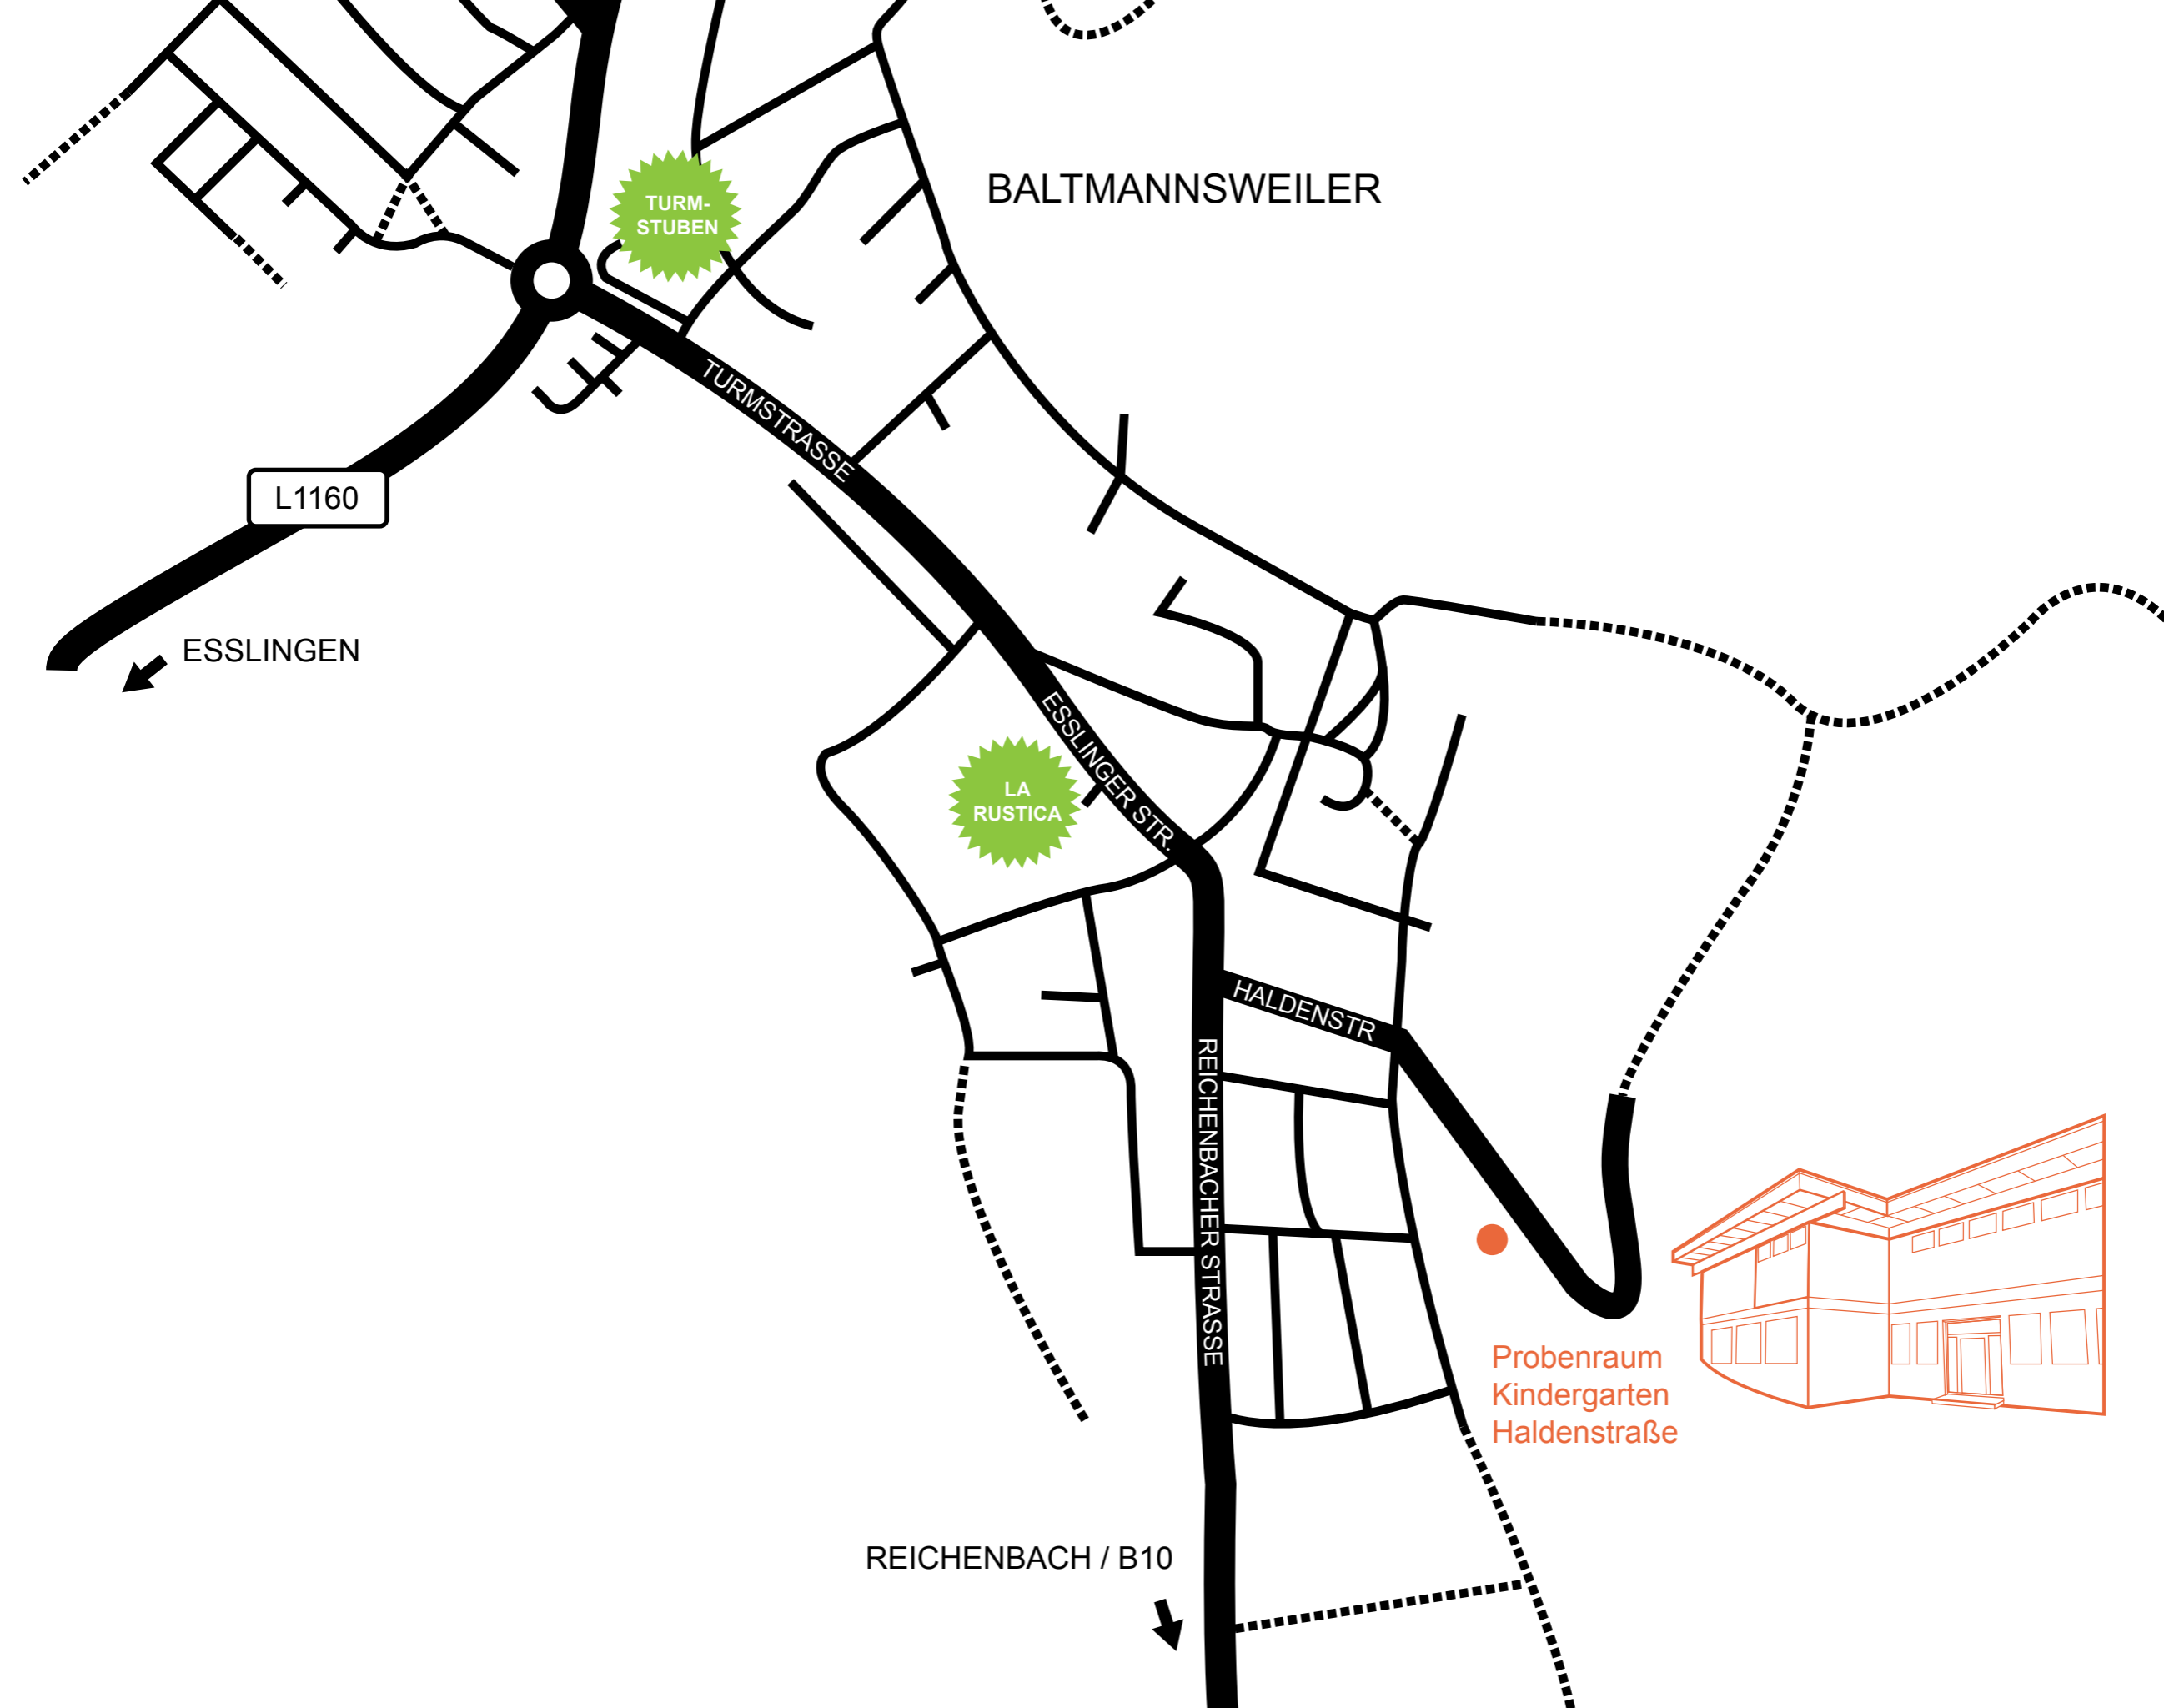 TURM-
STUBEN
BALTMANNSWEILER
TURMSTRASSE
L1160
ESSLINGEN
ESSLINGER STR.
LA
RUSTICA
HALDENSTR
REICHENBACHER STRASSE
Probenraum
Kindergarten
Haldenstraße
REICHENBACH / B10